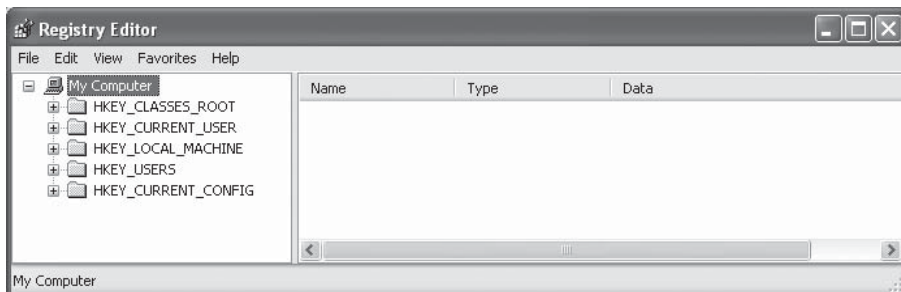 Registry Editor
File Edit View Favorites Help
My Computer
HKEY_CLASSES_ROOT
HKEY_CURRENT_USER
HKEY_LOCAL_MACHINE
HKEY_USERS
HKEY_CURRENT_CONFIG
Name Type Data
My Computer